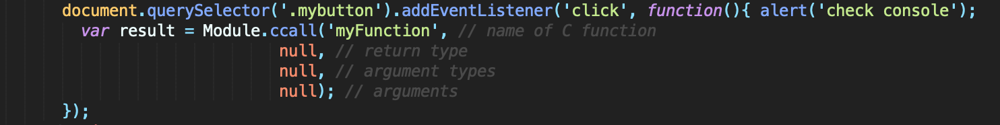 document.querySelector('.mybutton').addEventListener('click', function(){ alert('check console');
var result = Module.ccall('myFunction', // name of C function
null, // return type
null, // argument types
null); // arguments
});